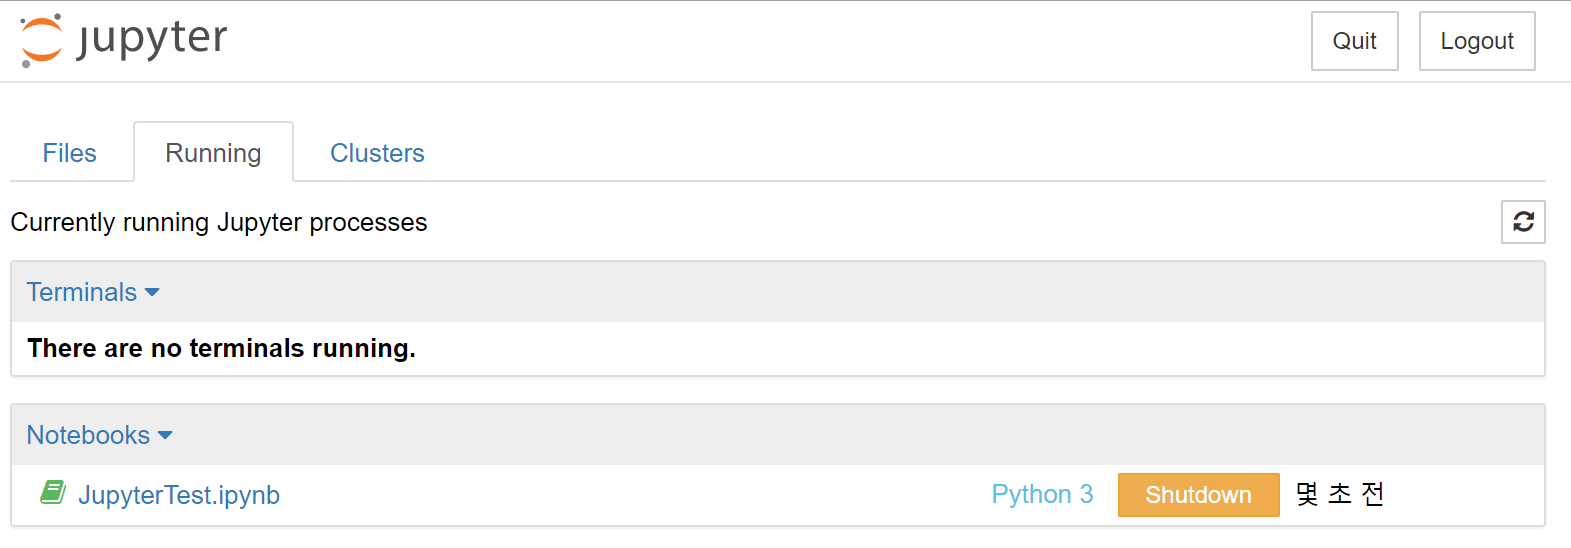 jupyter
Quit
Logout
Files
Running
Clusters
Currently running Jupyter processes
Terminals
There are no terminals running.
Notebooks
JupyterTest.ipynb
Python 3
Shutdown
몇 초 전